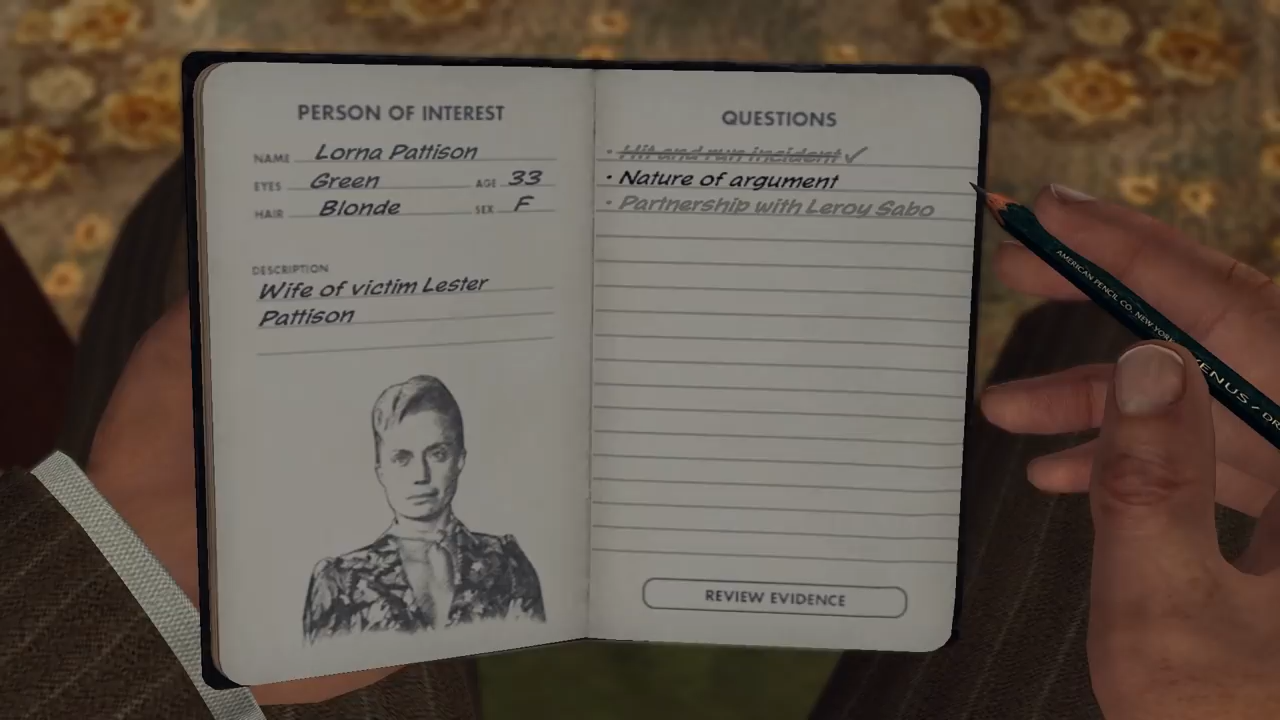 PERSON OF INTEREST
NAME Lorna Pattison
EYES Green AGE 33
HAIR Blonde SEX F
DESCRIPTION
Wife of victim Lester
Pattison
QUESTIONS
• Hit and run incident ✓
• Nature of argument
• Partnership with Leroy Sabo
REVIEW EVIDENCE
AMERICAN PENCIL CO. NEW YORK
VENUS / DR